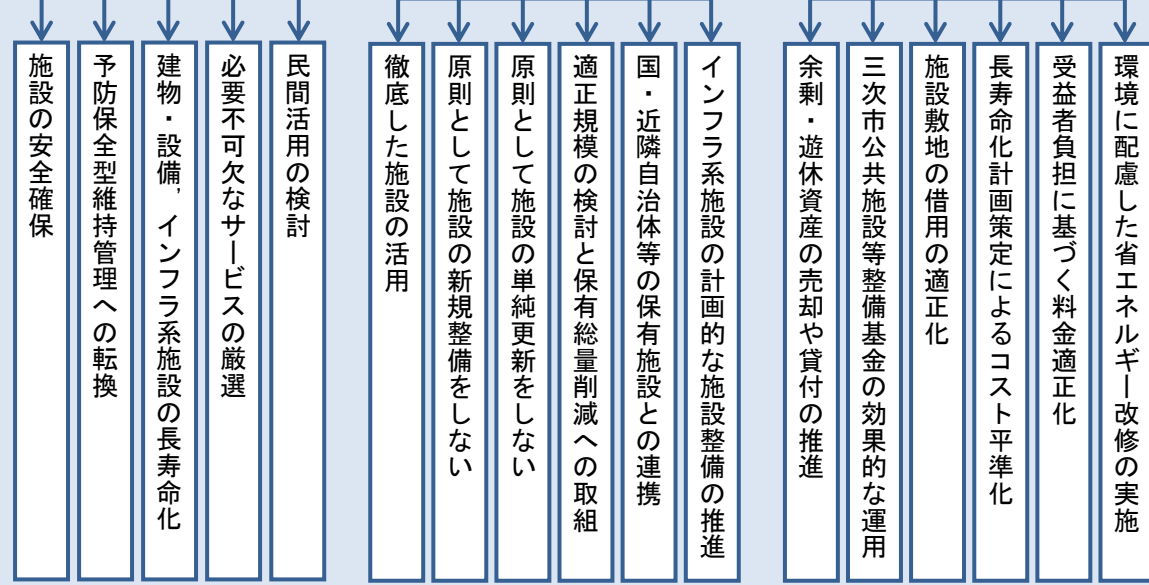 施設の安全確保
予防保全型維持管理への転換
建物・設備，インフラ系施設の長寿命化
必要不可欠なサービスの厳選
民間活用の検討
徹底した施設の活用
原則として施設の新規整備をしない
原則として施設の単純更新をしない
適正規模の検討と保有総量削減への取組
国・近隣自治体等の保有施設との連携
インフラ系施設の計画的な施設整備の推進
余剰・遊休資産の売却や貸付の推進
三次市公共施設等整備基金の効果的な運用
施設敷地の借用の適正化
長寿命化計画策定によるコスト平準化
受益者負担に基づく料金適正化
環境に配慮した省エネルギー改修の実施